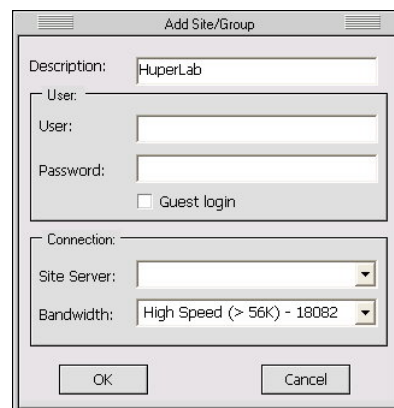 Add Site/Group
Description: HuperLab
User:
User:
Password:
Guest login
Connection:
Site Server:
Bandwidth: High Speed (> 56K) - 18082
OK Cancel